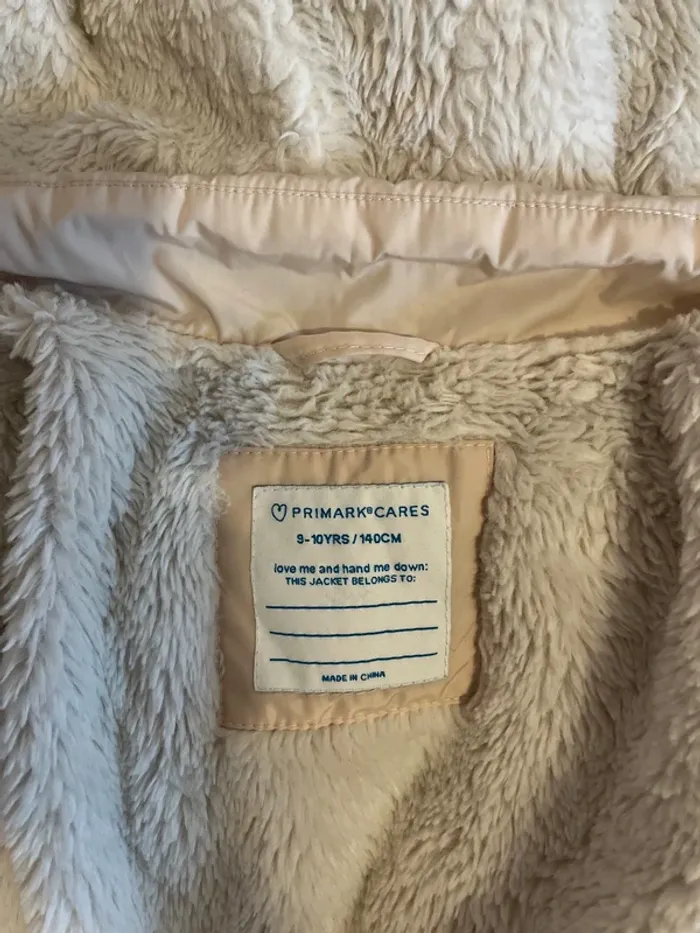 PRIMARK®CARES
9-10YRS / 140CM
love me and hand me down:
THIS JACKET BELONGS TO:
MADE IN CHINA